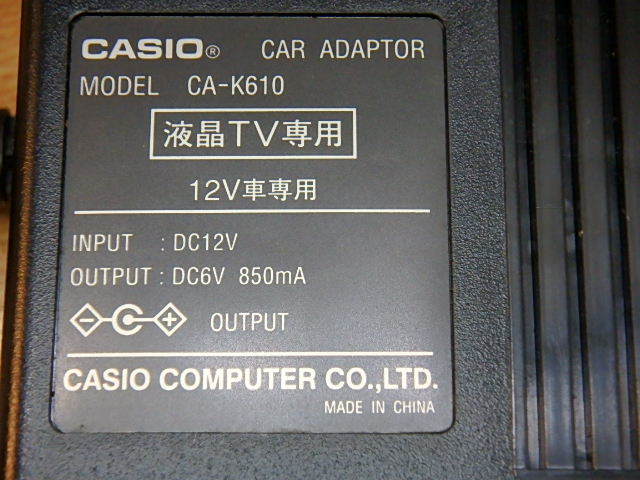 CASIO® CAR ADAPTOR
MODEL CA-K610
液晶TV専用
12V車専用
INPUT : DC12V
OUTPUT : DC6V 850mA
OUTPUT
CASIO COMPUTER CO.,LTD.
MADE IN CHINA